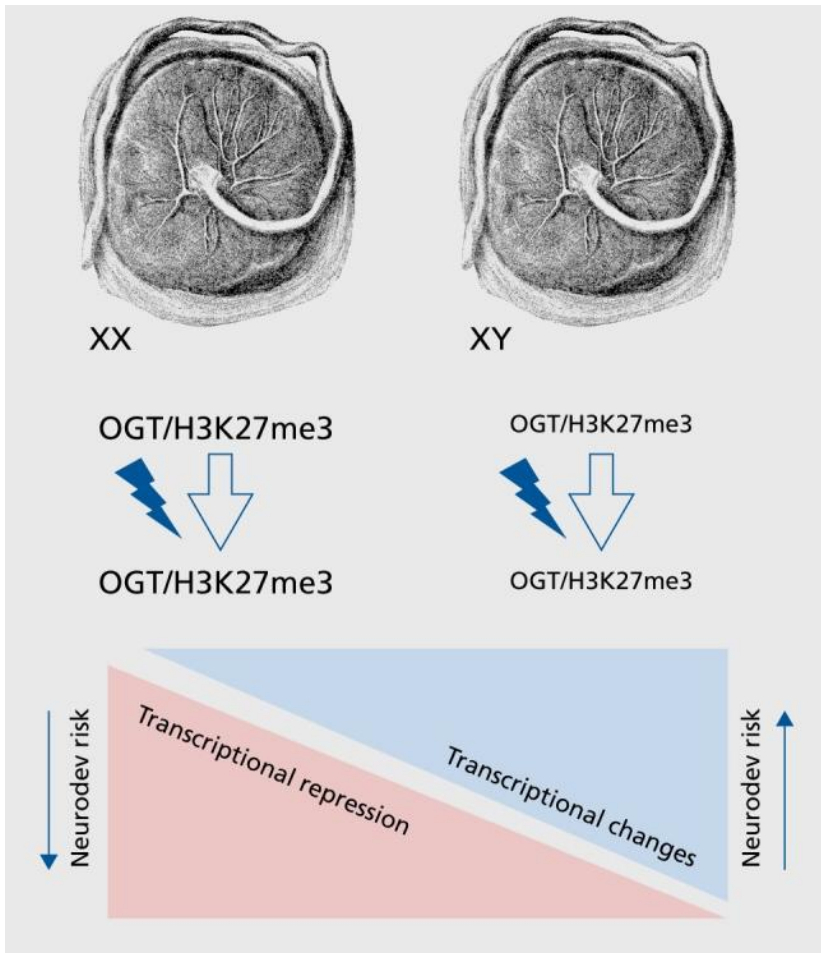 XX
XY
OGT/H3K27me3
OGT/H3K27me3
OGT/H3K27me3
OGT/H3K27me3
Neurodev risk
Transcriptional repression
Transcriptional changes
Neurodev risk